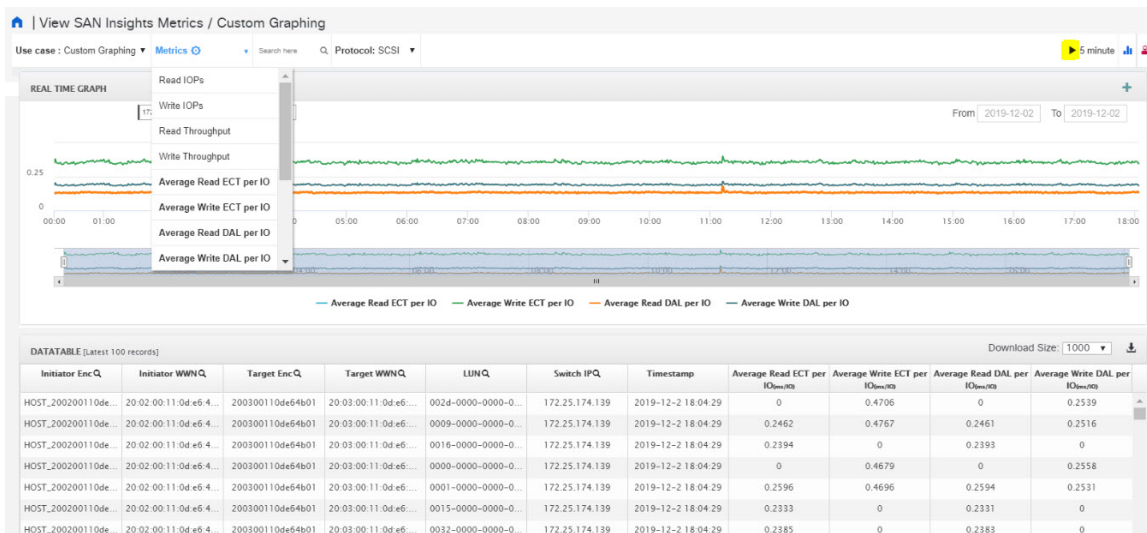 | View SAN Insights Metrics / Custom Graphing
Use case : Custom Graphing ▼ Metrics ▼ Search here Protocol: SCSI ▼ 5 minute
REAL TIME GRAPH +
From 2019-12-02 To 2019-12-02
Read IOPs
Write IOPs
Read Throughput
Write Throughput
Average Read ECT per IO
Average Write ECT per IO
Average Read DAL per IO
Average Write DAL per IO
0.25
0
00:00 01:00 05:00 06:00 07:00 08:00 09:00 10:00 11:00 12:00 13:00 14:00 15:00 16:00 17:00 18:00
04:00 06:00 08:00 10:00 12:00 14:00 16:00
Average Read ECT per IO Average Write ECT per IO Average Read DAL per IO Average Write DAL per IO
DATATABLE [Latest 100 records] Download Size: 1000 ▼
Initiator Enc Initiator WWN Target Enc Target WWN LUN Switch IP Timestamp Average Read ECT per IO(ms/IO) Average Write ECT per IO(ms/IO) Average Read DAL per IO(ms/IO) Average Write DAL per IO(ms/IO)
HOST_200200110de... 20:02:00:11:0d:e6:4... 200300110de64b01 20:03:00:11:0d:e6:... 002d-0000-0000-0... 172.25.174.139 2019-12-2 18:04:29 0 0.4706 0 0.2539
HOST_200200110de... 20:02:00:11:0d:e6:4... 200300110de64b01 20:03:00:11:0d:e6:... 0009-0000-0000-0... 172.25.174.139 2019-12-2 18:04:29 0.2462 0.4767 0.2461 0.2516
HOST_200200110de... 20:02:00:11:0d:e6:4... 200300110de64b01 20:03:00:11:0d:e6:... 0016-0000-0000-0... 172.25.174.139 2019-12-2 18:04:29 0.2394 0 0.2393 0
HOST_200200110de... 20:02:00:11:0d:e6:4... 200300110de64b01 20:03:00:11:0d:e6:... 0000-0000-0000-0... 172.25.174.139 2019-12-2 18:04:29 0 0.4679 0 0.2558
HOST_200200110de... 20:02:00:11:0d:e6:4... 200300110de64b01 20:03:00:11:0d:e6:... 0001-0000-0000-0... 172.25.174.139 2019-12-2 18:04:29 0.2596 0.4696 0.2594 0.2531
HOST_200200110de... 20:02:00:11:0d:e6:4... 200300110de64b01 20:03:00:11:0d:e6:... 0015-0000-0000-0... 172.25.174.139 2019-12-2 18:04:29 0.2333 0 0.2331 0
HOST_200200110de... 20:02:00:11:0d:e6:4... 200300110de64b01 20:03:00:11:0d:e6:... 0032-0000-0000-0... 172.25.174.139 2019-12-2 18:04:29 0.2385 0 0.2383 0